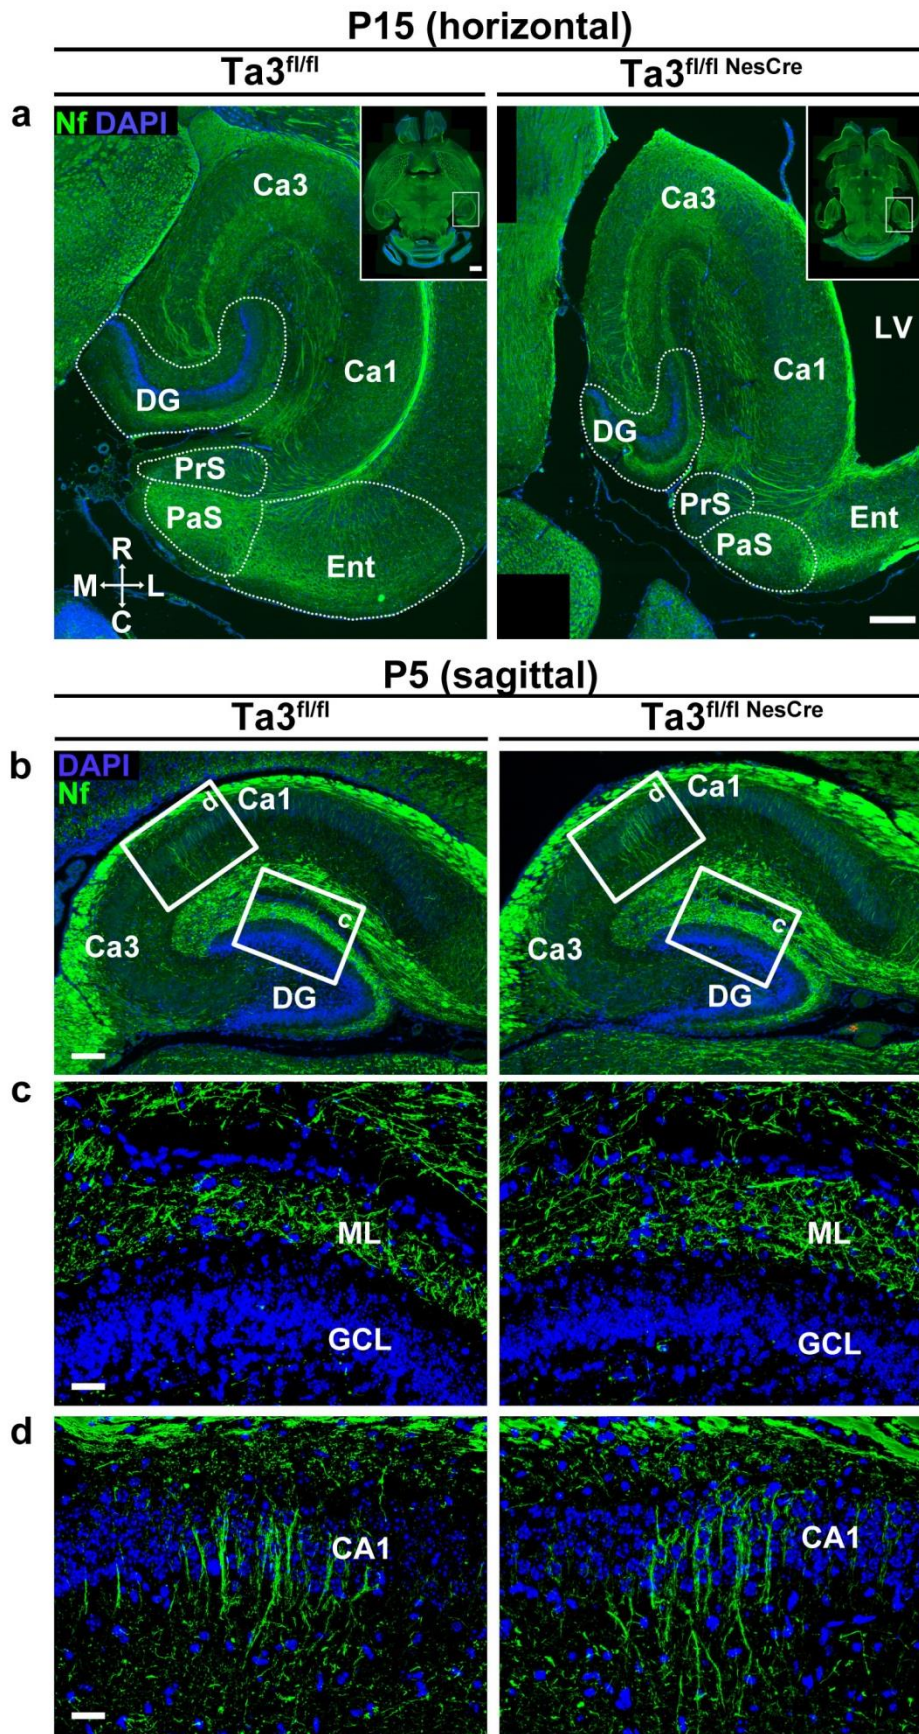 P15 (horizontal)
Ta3fl/fl
Ta3fl/fl NesCre
a
Nf DAPI
Ca3
Ca1
DG
PrS
PaS
Ent
R
M L
C
Ca3
LV
Ca1
DG
PrS
PaS
Ent
P5 (sagittal)
Ta3fl/fl
Ta3fl/fl NesCre
b
DAPI
Nf
d
Ca1
c
Ca3
DG
d
Ca1
c
Ca3
DG
c
ML
GCL
ML
GCL
d
CA1
CA1